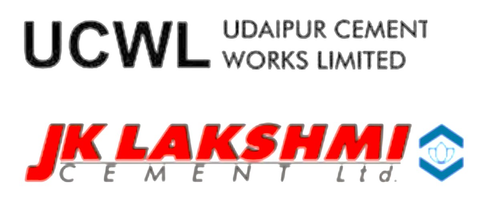 UCWL UDAIPUR CEMENT
WORKS LIMITED
JK LAKSHMI
CEMENT Ltd.